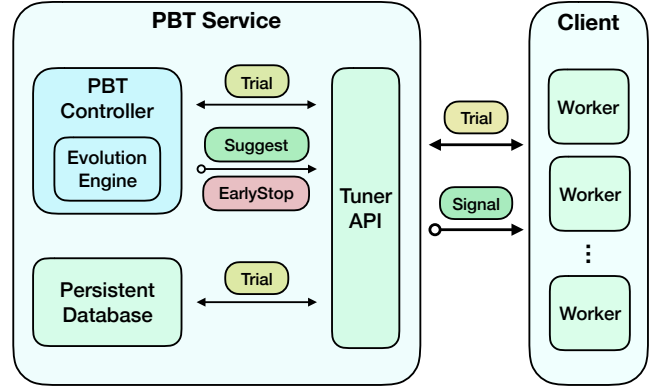 PBT Service
PBT
Controller
Evolution
Engine
Trial
Suggest
EarlyStop
Persistent
Database
Trial
Tuner
API
Trial
Signal
Client
Worker
Worker
⋮
Worker